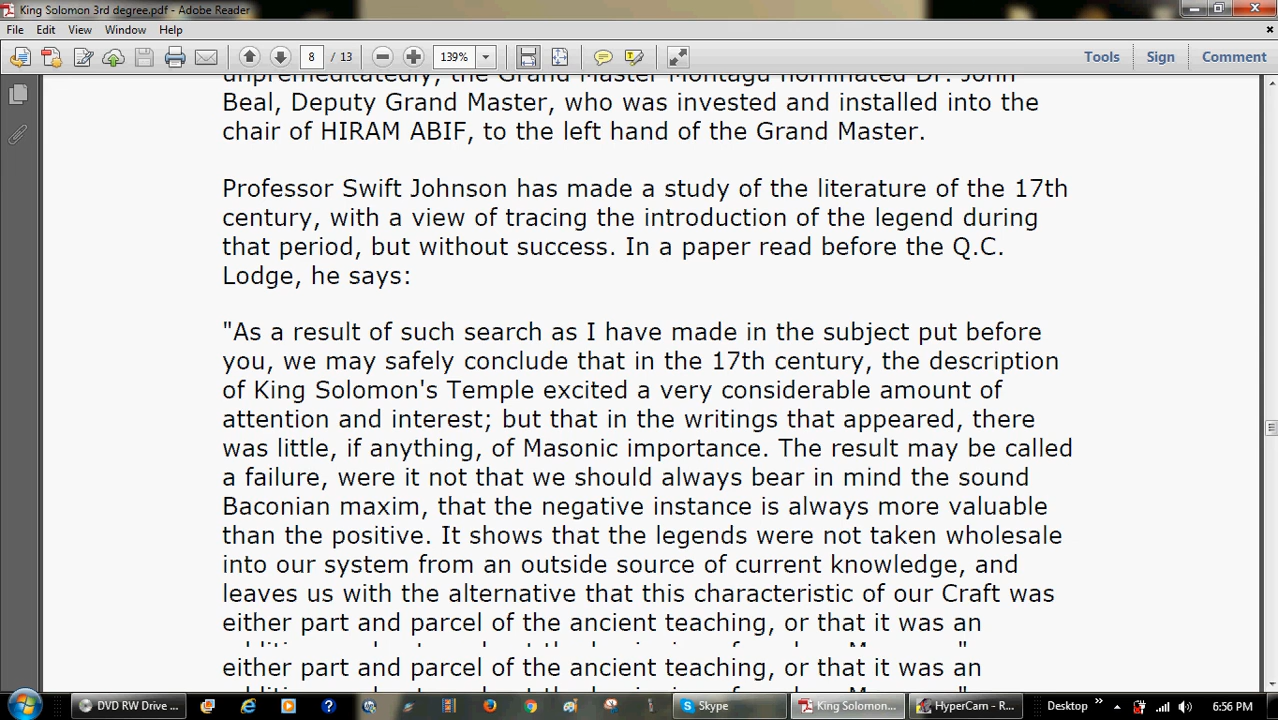 King Solomon 3rd degree.pdf - Adobe Reader
File Edit View Window Help
8 / 13 139% Tools Sign Comment
unpremeditatedly, the Grand Master Montagu nominated Dr. John
Beal, Deputy Grand Master, who was invested and installed into the
chair of HIRAM ABIF, to the left hand of the Grand Master.
Professor Swift Johnson has made a study of the literature of the 17th
century, with a view of tracing the introduction of the legend during
that period, but without success. In a paper read before the Q.C.
Lodge, he says:
"As a result of such search as I have made in the subject put before
you, we may safely conclude that in the 17th century, the description
of King Solomon's Temple excited a very considerable amount of
attention and interest; but that in the writings that appeared, there
was little, if anything, of Masonic importance. The result may be called
a failure, were it not that we should always bear in mind the sound
Baconian maxim, that the negative instance is always more valuable
than the positive. It shows that the legends were not taken wholesale
into our system from an outside source of current knowledge, and
leaves us with the alternative that this characteristic of our Craft was
either part and parcel of the ancient teaching, or that it was an
either part and parcel of the ancient teaching, or that it was an
DVD RW Drive ... Skype King Solomon... HyperCam - R... Desktop » 6:56 PM